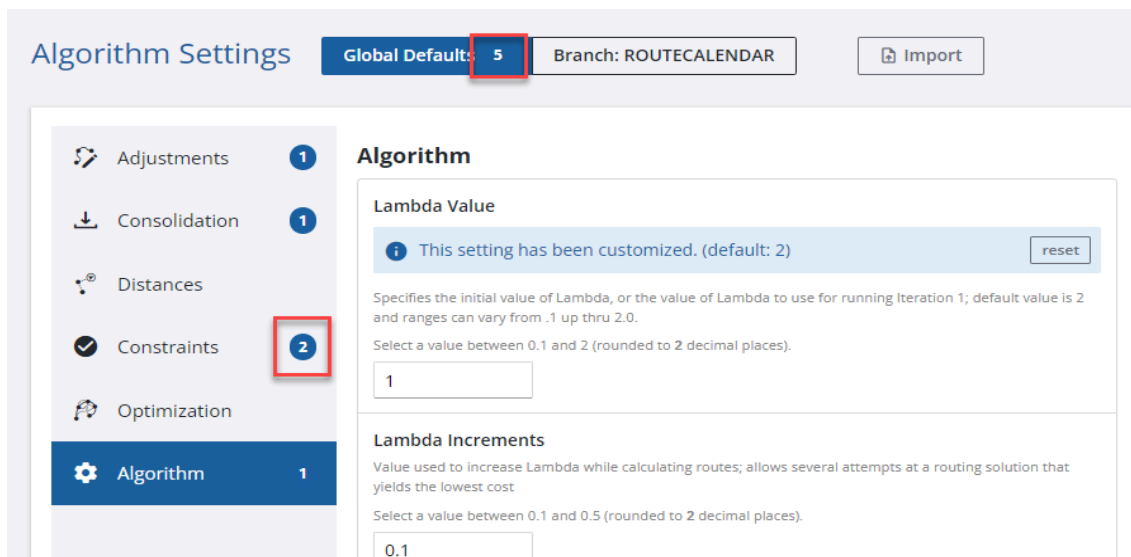 Algorithm Settings
Global Defaults 5
Branch: ROUTECALENDAR
Import
Adjustments 1
Consolidation 1
Distances
Constraints 2
Optimization
Algorithm 1
Algorithm
Lambda Value
This setting has been customized. (default: 2)
reset
Specifies the initial value of Lambda, or the value of Lambda to use for running Iteration 1; default value is 2
and ranges can vary from .1 up thru 2.0.
Select a value between 0.1 and 2 (rounded to 2 decimal places).
1
Lambda Increments
Value used to increase Lambda while calculating routes; allows several attempts at a routing solution that
yields the lowest cost
Select a value between 0.1 and 0.5 (rounded to 2 decimal places).
0.1